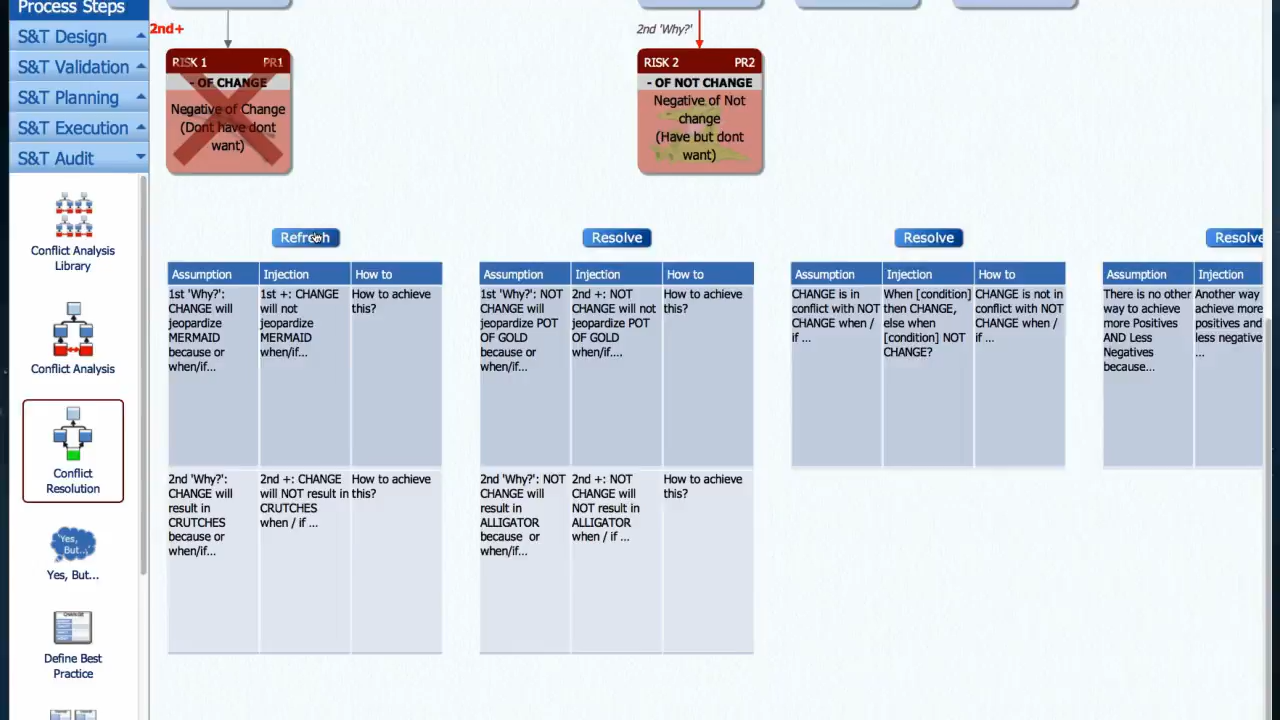 Process Steps
S&T Design
S&T Validation
S&T Planning
S&T Execution
S&T Audit
Conflict Analysis
Library
Conflict Analysis
Conflict
Resolution
'Yes,
But...'
Yes, But...
CHANGE
Define Best
Practice
2nd+
2nd 'Why?'
RISK 1 PR1
- OF CHANGE
Negative of Change
(Dont have dont
want)
RISK 2 PR2
- OF NOT CHANGE
Negative of Not
change
(Have but dont
want)
Refresh
Assumption Injection How to
1st 'Why?':
CHANGE will
jeopardize
MERMAID
because or
when/if...
1st +: CHANGE
will not
jeopardize
MERMAID
when/if...
How to achieve
this?
2nd 'Why?':
CHANGE will
result in
CRUTCHES
because or
when/if...
2nd +: CHANGE
will NOT result in
CRUTCHES
when / if ...
How to achieve
this?
Resolve
Assumption Injection How to
1st 'Why?': NOT
CHANGE will
jeopardize POT
OF GOLD
because or
when/if...
2nd +: NOT
CHANGE will not
jeopardize POT
OF GOLD
when/if....
How to achieve
this?
2nd 'Why?': NOT
CHANGE will
result in
ALLIGATOR
because or
when/if...
2nd +: NOT
CHANGE will
NOT result in
ALLIGATOR
when / if ...
How to achieve
this?
Resolve
Assumption Injection How to
CHANGE is in
conflict with NOT
CHANGE when /
if ...
When [condition]
then CHANGE,
else when
[condition] NOT
CHANGE?
CHANGE is not in
conflict with NOT
CHANGE when /
if ...
Resolve
Assumption Injection
There is no other
way to achieve
more Positives
AND Less
Negatives
because...
Another way
achieve more
positives and
less negative
...